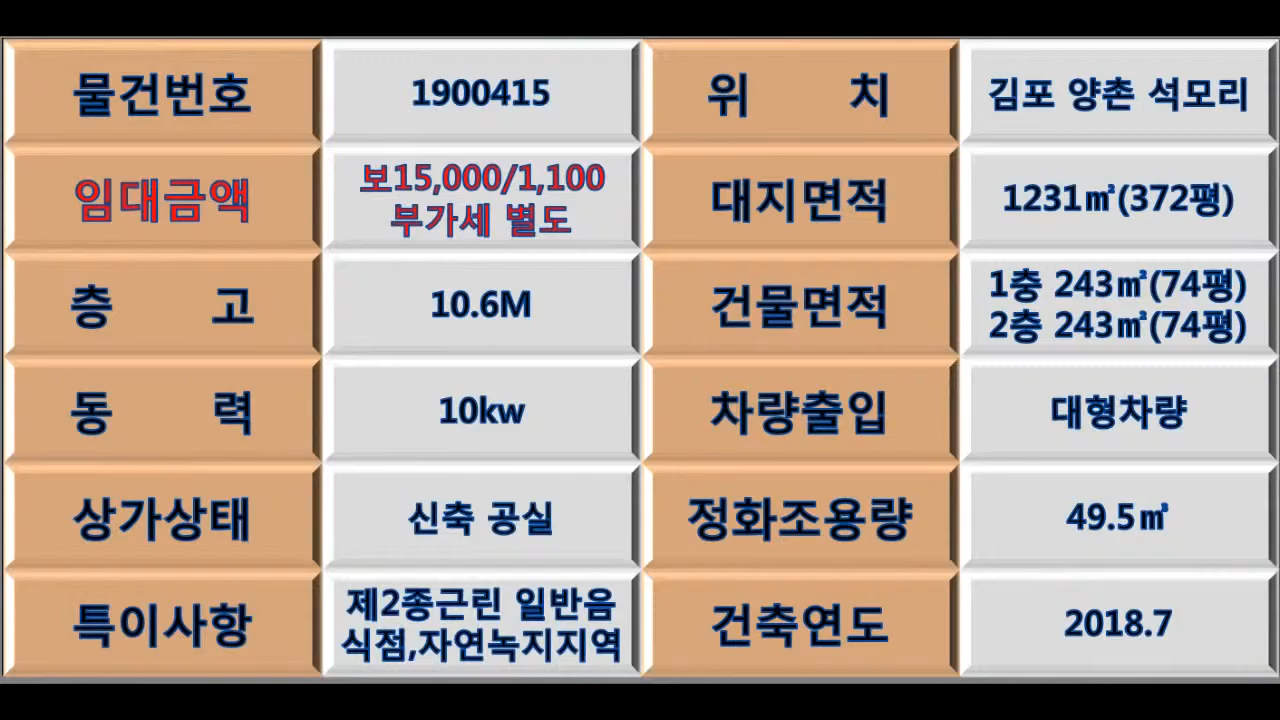 물건번호 1900415 위 치 김포 양촌 석모리
임대금액 보15,000/1,100 부가세 별도 대지면적 1231㎡(372평)
층 고 10.6M 건물면적 1층 243㎡(74평) 2층 243㎡(74평)
동 력 10kw 차량출입 대형차량
상가상태 신축 공실 정화조용량 49.5㎥
특이사항 제2종근린 일반음식점,자연녹지지역 건축연도 2018.7